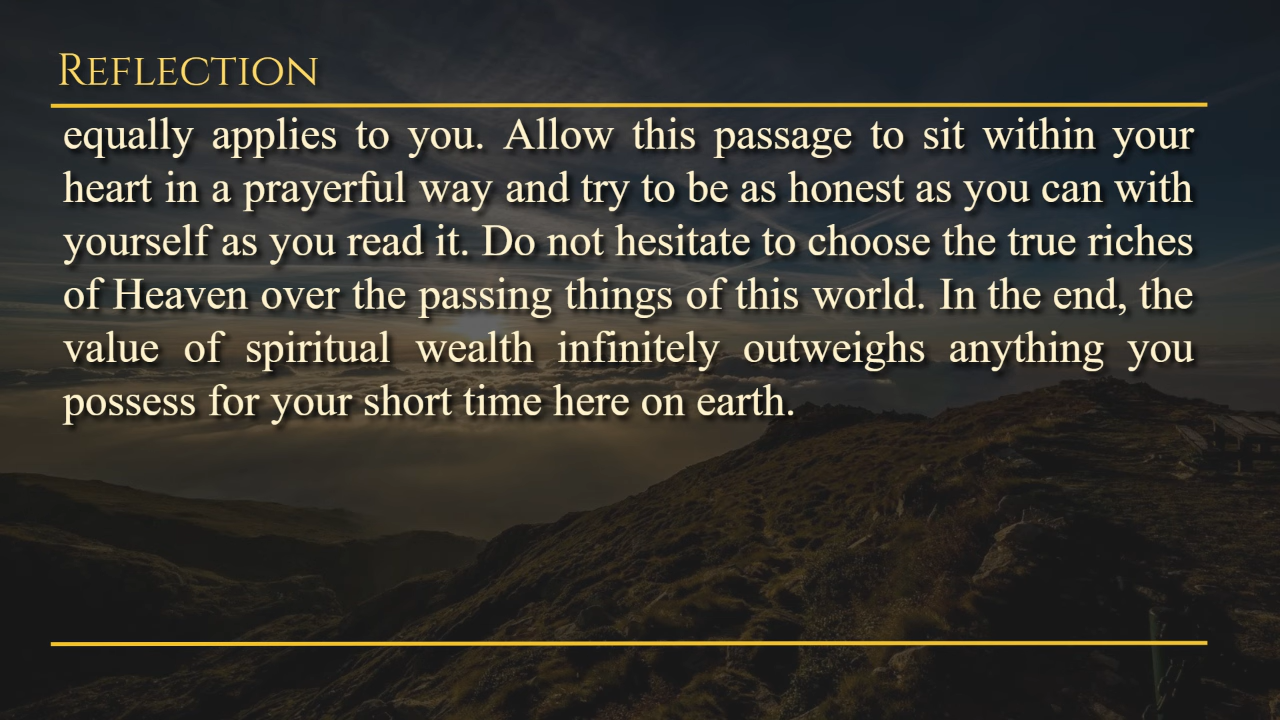 Reflection
equally applies to you. Allow this passage to sit within your
heart in a prayerful way and try to be as honest as you can with
yourself as you read it. Do not hesitate to choose the true riches
of Heaven over the passing things of this world. In the end, the
value of spiritual wealth infinitely outweighs anything you
possess for your short time here on earth.